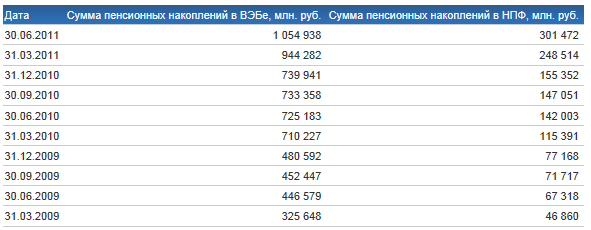 Дата Сумма пенсионных накоплений в ВЭБе, млн. руб. Сумма пенсионных накоплений в НПФ, млн. руб.
30.06.2011 1 054 938 301 472
31.03.2011 944 282 248 514
31.12.2010 739 941 155 352
30.09.2010 733 358 147 051
30.06.2010 725 183 142 003
31.03.2010 710 227 115 391
31.12.2009 480 592 77 168
30.09.2009 452 447 71 717
30.06.2009 446 579 67 318
31.03.2009 325 648 46 860